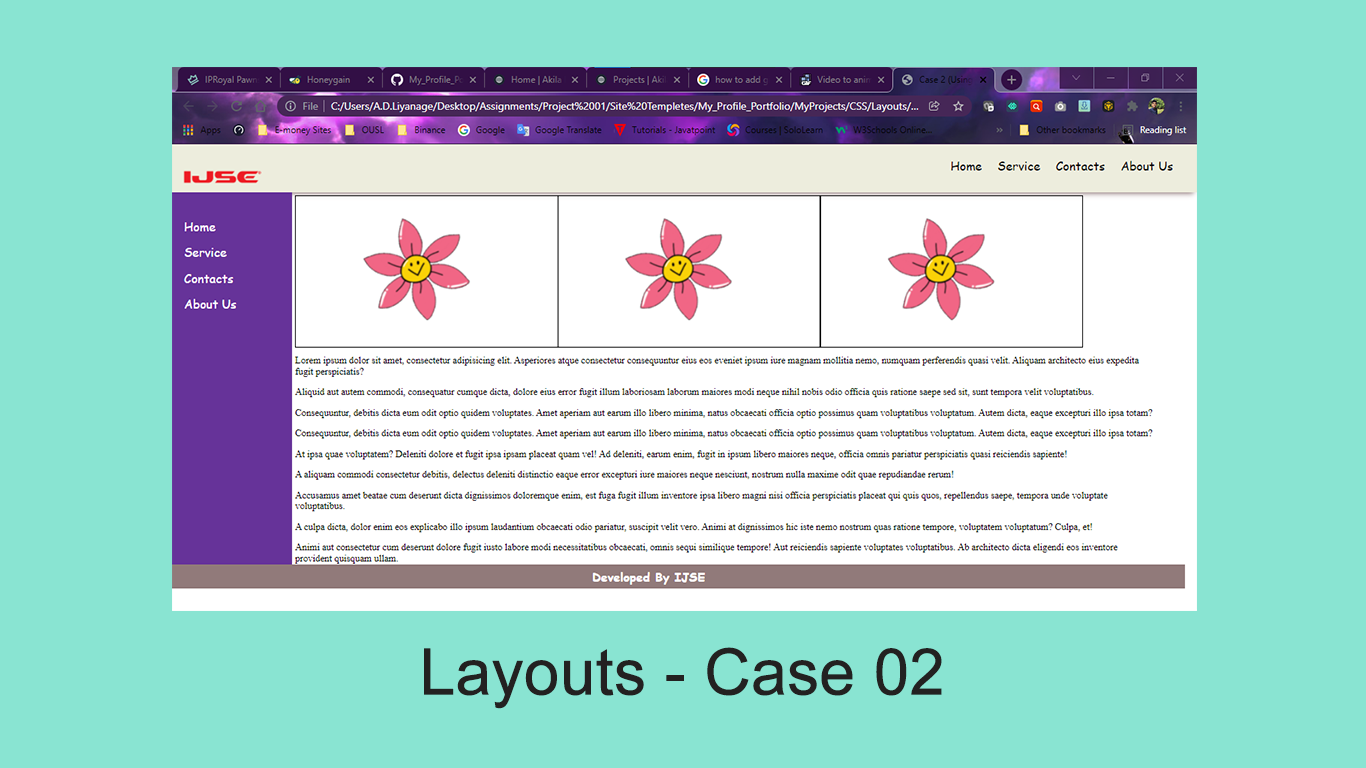 IPRoyal Pawn
Honeygain
My_Profile_Po
Home | Akila
Projects | Aki
how to add g
Video to anim
Case 2 (Using
File
C:/Users/A.D.Liyanage/Desktop/Assignments/Project%2001/Site%20Templetes/My_Profile_Portfolio/MyProjects/CSS/Layouts/...
Apps
E-money Sites
OUSL
Binance
Google
Google Translate
Tutorials - Javatpoint
Courses | SoloLearn
W3Schools Online...
»
Other bookmarks
Reading list
IJSE
Home Service Contacts About Us
Home
Service
Contacts
About Us
Lorem ipsum dolor sit amet, consectetur adipisicing elit. Asperiores atque consectetur consequuntur eius eos eveniet ipsum iure magnam mollitia nemo, numquam perferendis quasi velit. Aliquam architecto eius expedita
fugit perspiciatis?
Aliquid aut autem commodi, consequatur cumque dicta, dolore eius error fugit illum laboriosam laborum maiores modi neque nihil nobis odio officia quis ratione saepe sed sit, sunt tempora velit voluptatibus.
Consequuntur, debitis dicta eum odit optio quidem voluptates. Amet aperiam aut earum illo libero minima, natus obcaecati officia optio possimus quam voluptatibus voluptatum. Autem dicta, eaque excepturi illo ipsa totam?
Consequuntur, debitis dicta eum odit optio quidem voluptates. Amet aperiam aut earum illo libero minima, natus obcaecati officia optio possimus quam voluptatibus voluptatum. Autem dicta, eaque excepturi illo ipsa totam?
At ipsa quae voluptatem? Deleniti dolore et fugit ipsa ipsam placeat quam vel! Ad deleniti, earum enim, fugit in ipsum libero maiores neque, officia omnis pariatur perspiciatis quasi reiciendis sapiente!
A aliquam commodi consectetur debitis, delectus deleniti distinctio eaque error excepturi iure maiores neque nesciunt, nostrum nulla maxime odit quae repudiandae rerum!
Accusamus amet beatae cum deserunt dicta dignissimos doloremque enim, est fuga fugit illum inventore ipsa libero magni nisi officia perspiciatis placeat qui quis quos, repellendus saepe, tempora unde voluptate
voluptatibus.
A culpa dicta, dolor enim eos explicabo illo ipsum laudantium obcaecati odio pariatur, suscipit velit vero. Animi at dignissimos hic iste nemo nostrum quas ratione tempore, voluptatem voluptatum? Culpa, et!
Animi aut consectetur cum deserunt dolore fugit iusto labore modi necessitatibus obcaecati, omnis sequi similique tempore! Aut reiciendis sapiente voluptates voluptatibus. Ab architecto dicta eligendi eos inventore
provident quisquam ullam.
Developed By IJSE
Layouts - Case 02